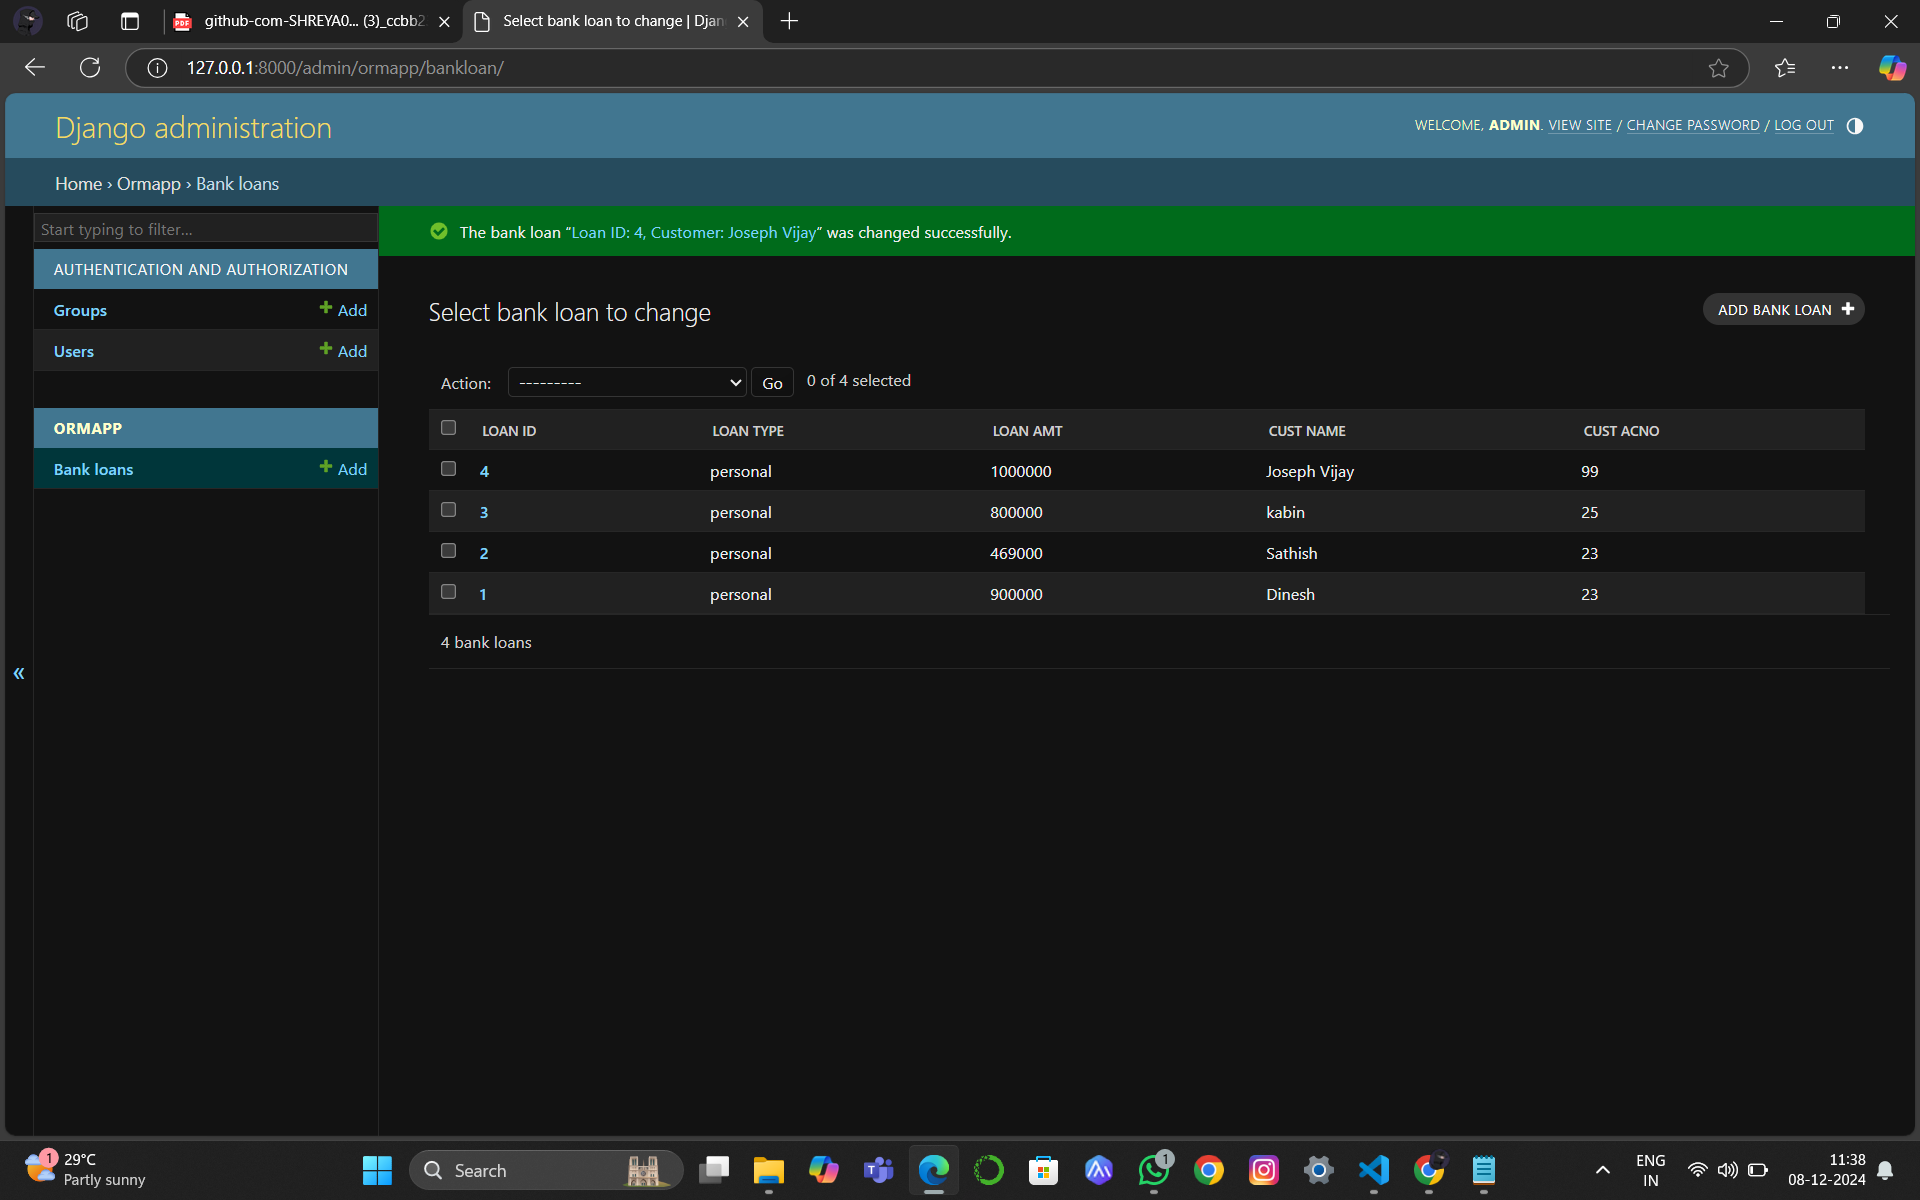 github-com-SHREYA0... (3)_ccbb2
Select bank loan to change | Djan
127.0.0.1:8000/admin/ormapp/bankloan/
Django administration
WELCOME, ADMIN. VIEW SITE / CHANGE PASSWORD / LOG OUT
Home › Ormapp › Bank loans
Start typing to filter...
The bank loan “Loan ID: 4, Customer: Joseph Vijay” was changed successfully.
AUTHENTICATION AND AUTHORIZATION
Groups + Add
Users + Add
ORMAPP
Bank loans + Add
«
Select bank loan to change
ADD BANK LOAN +
Action: --------- Go 0 of 4 selected
LOAN ID LOAN TYPE LOAN AMT CUST NAME CUST ACNO
4 personal 1000000 Joseph Vijay 99
3 personal 800000 kabin 25
2 personal 469000 Sathish 23
1 personal 900000 Dinesh 23
4 bank loans
1
29°C
Partly sunny
Search
1
ENG
IN
11:38
08-12-2024